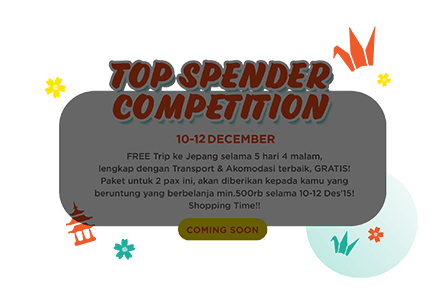 TOP SPENDER
COMPETITION
10-12 DECEMBER
FREE Trip ke Jepang selama 5 hari 4 malam,
lengkap dengan Transport & Akomodasi terbaik, GRATIS!
Paket untuk 2 pax ini, akan diberikan kepada kamu yang
beruntung yang berbelanja min.500rb selama 10-12 Des'15!
Shopping Time!!
COMING SOON